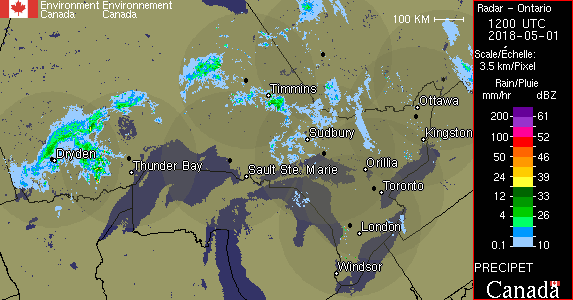 Environment Environnement
Canada Canada
100 KM
Timmins
Ottawa
Sudbury
Kingston
Dryden
Thunder Bay
Sault Ste. Marie
Orillia
Toronto
London
Windsor
Radar - Ontario
1200 UTC
2018-05-01
Scale/Échelle:
3.5 km/Pixel
Rain/Pluie
mm/hr dBZ
200 61
100 52
50 46
24 39
12 33
4 26
0.1 10
PRECIPET
Canada